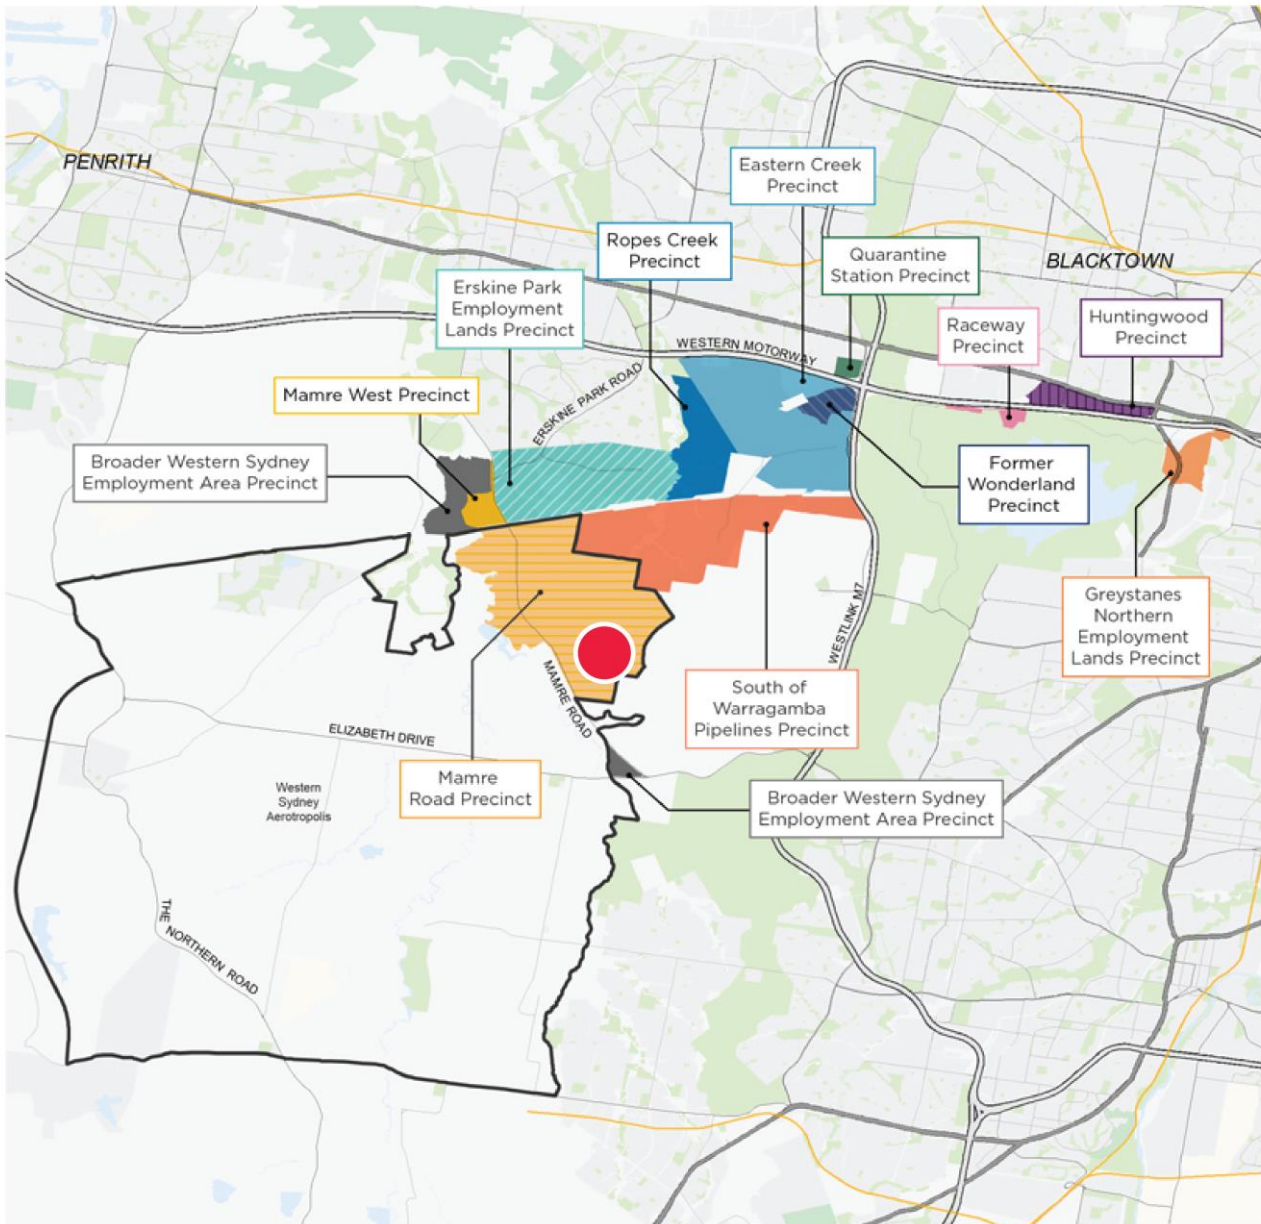 PENRITH
Eastern Creek
Precinct
Ropes Creek
Precinct
Quarantine
Station Precinct
BLACKTOWN
Erskine Park
Employment
Lands Precinct
Raceway
Precinct
Huntingwood
Precinct
WESTERN MOTORWAY
Mamre West Precinct
ERSKINE PARK ROAD
Broader Western Sydney
Employment Area Precinct
Former
Wonderland
Precinct
WESTLINK M7
Greystanes
Northern
Employment
Lands Precinct
MAMRE ROAD
South of
Warragamba
Pipelines Precinct
ELIZABETH DRIVE
Mamre
Road Precinct
Western
Sydney
Aerotropolis
Broader Western Sydney
Employment Area Precinct
THE NORTHERN ROAD